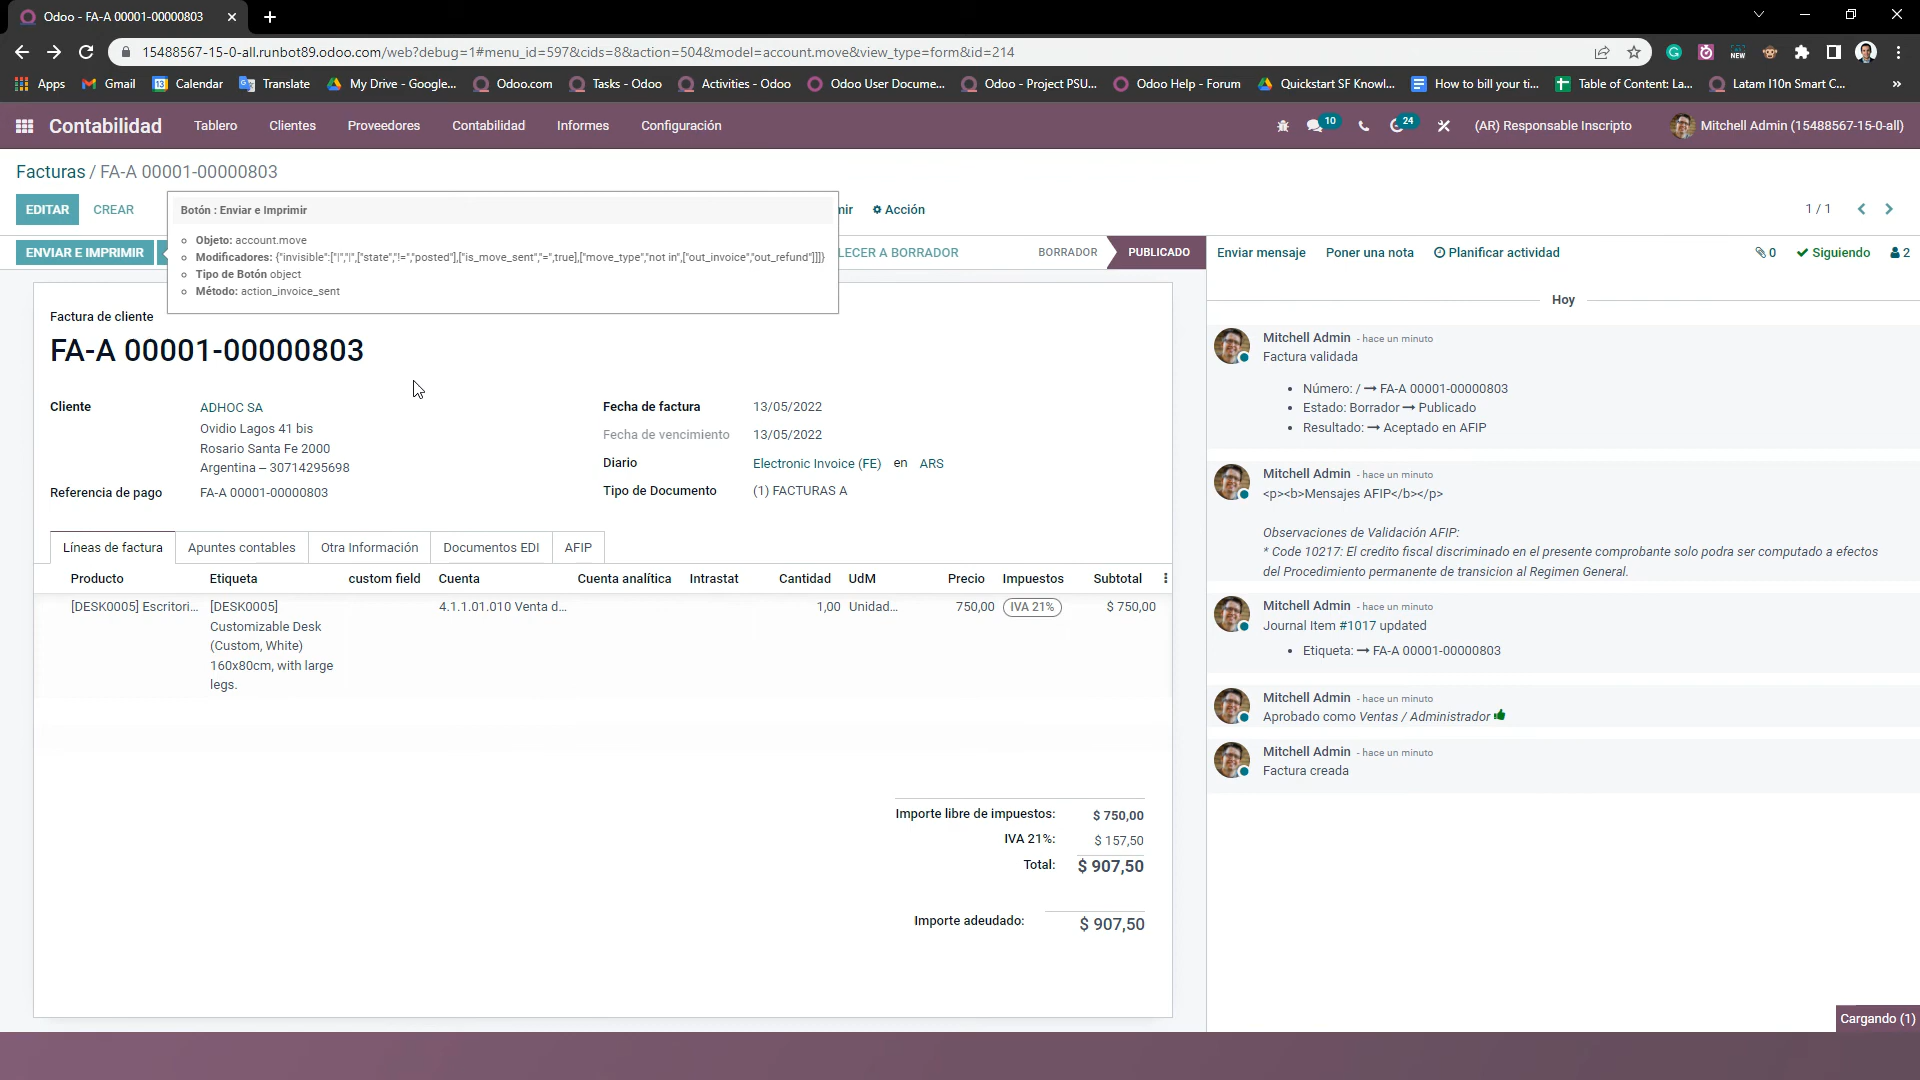 Odoo - FA-A 00001-00000803
15488567-15-0-all.runbot89.odoo.com/web?debug=1#menu_id=597&cids=8&action=504&model=account.move&view_type=form&id=214
NEW
Apps Gmail Calendar Translate My Drive - Google... Odoo.com Tasks - Odoo Activities - Odoo Odoo User Docume... Odoo - Project PSU... Odoo Help - Forum Quickstart SF Knowl... How to bill your ti... Table of Content: La... Latam l10n Smart C... »
Contabilidad Tablero Clientes Proveedores Contabilidad Informes Configuración 10 24 (AR) Responsable Inscripto Mitchell Admin (15488567-15-0-all)
Facturas / FA-A 00001-00000803
EDITAR CREAR mir Acción 1 / 1
Botón : Enviar e Imprimir
Objeto: account.move
Modificadores: {"invisible":["|","|",["state","!=","posted"],["is_move_sent","=",true],["move_type","not in",["out_invoice","out_refund"]]]}
Tipo de Botón object
Método: action_invoice_sent
ENVIAR E IMPRIMIR LECER A BORRADOR BORRADOR PUBLICADO
Enviar mensaje Poner una nota Planificar actividad 0 Siguiendo 2
Factura de cliente
FA-A 00001-00000803
Cliente ADHOC SA
Ovidio Lagos 41 bis
Rosario Santa Fe 2000
Argentina – 30714295698
Referencia de pago FA-A 00001-00000803
Fecha de factura 13/05/2022
Fecha de vencimiento 13/05/2022
Diario Electronic Invoice (FE) en ARS
Tipo de Documento (1) FACTURAS A
Líneas de factura Apuntes contables Otra Información Documentos EDI AFIP
Producto Etiqueta custom field Cuenta Cuenta analítica Intrastat Cantidad UdM Precio Impuestos Subtotal
[DESK0005] Escritori... [DESK0005] 4.1.1.01.010 Venta d... 1,00 Unidad... 750,00 IVA 21% $ 750,00
Customizable Desk
(Custom, White)
160x80cm, with large
legs.
Importe libre de impuestos: $ 750,00
IVA 21%: $ 157,50
Total: $ 907,50
Importe adeudado: $ 907,50
Hoy
Mitchell Admin - hace un minuto
Factura validada
Número: / → FA-A 00001-00000803
Estado: Borrador → Publicado
Resultado: → Aceptado en AFIP
Mitchell Admin - hace un minuto
<p><b>Mensajes AFIP</b></p>
Observaciones de Validación AFIP:
* Code 10217: El credito fiscal discriminado en el presente comprobante solo podra ser computado a efectos
del Procedimiento permanente de transicion al Regimen General.
Mitchell Admin - hace un minuto
Journal Item #1017 updated
Etiqueta: → FA-A 00001-00000803
Mitchell Admin - hace un minuto
Aprobado como Ventas / Administrador
Mitchell Admin - hace un minuto
Factura creada
Cargando (1)